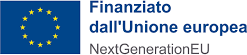 Finanziato
dall'Unione europea
NextGenerationEU